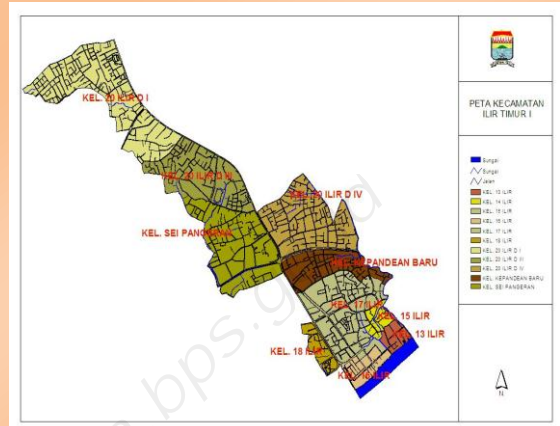 PETA KECAMATAN
ILIR TIMUR I
Sungai
Sungai
Jalan
KEL. 13 ILIR
KEL. 14 ILIR
KEL. 15 ILIR
KEL. 16 ILIR
KEL. 17 ILIR
KEL. 18 ILIR
KEL. 20 ILIR D I
KEL. 20 ILIR D III
KEL. 20 ILIR D IV
KEL. KEPANDEAN BARU
KEL. SEI PANGERAN
N
KEL. 20 ILIR D I
KEL. 20 ILIR D III
KEL. 20 ILIR D IV
KEL. SEI PANGERAN
KEL. KEPANDEAN BARU
KEL. 17 ILIR
KEL. 15 ILIR
KEL. 13 ILIR
KEL. 18 ILIR
KEL. 16 ILIR
bps.go.id